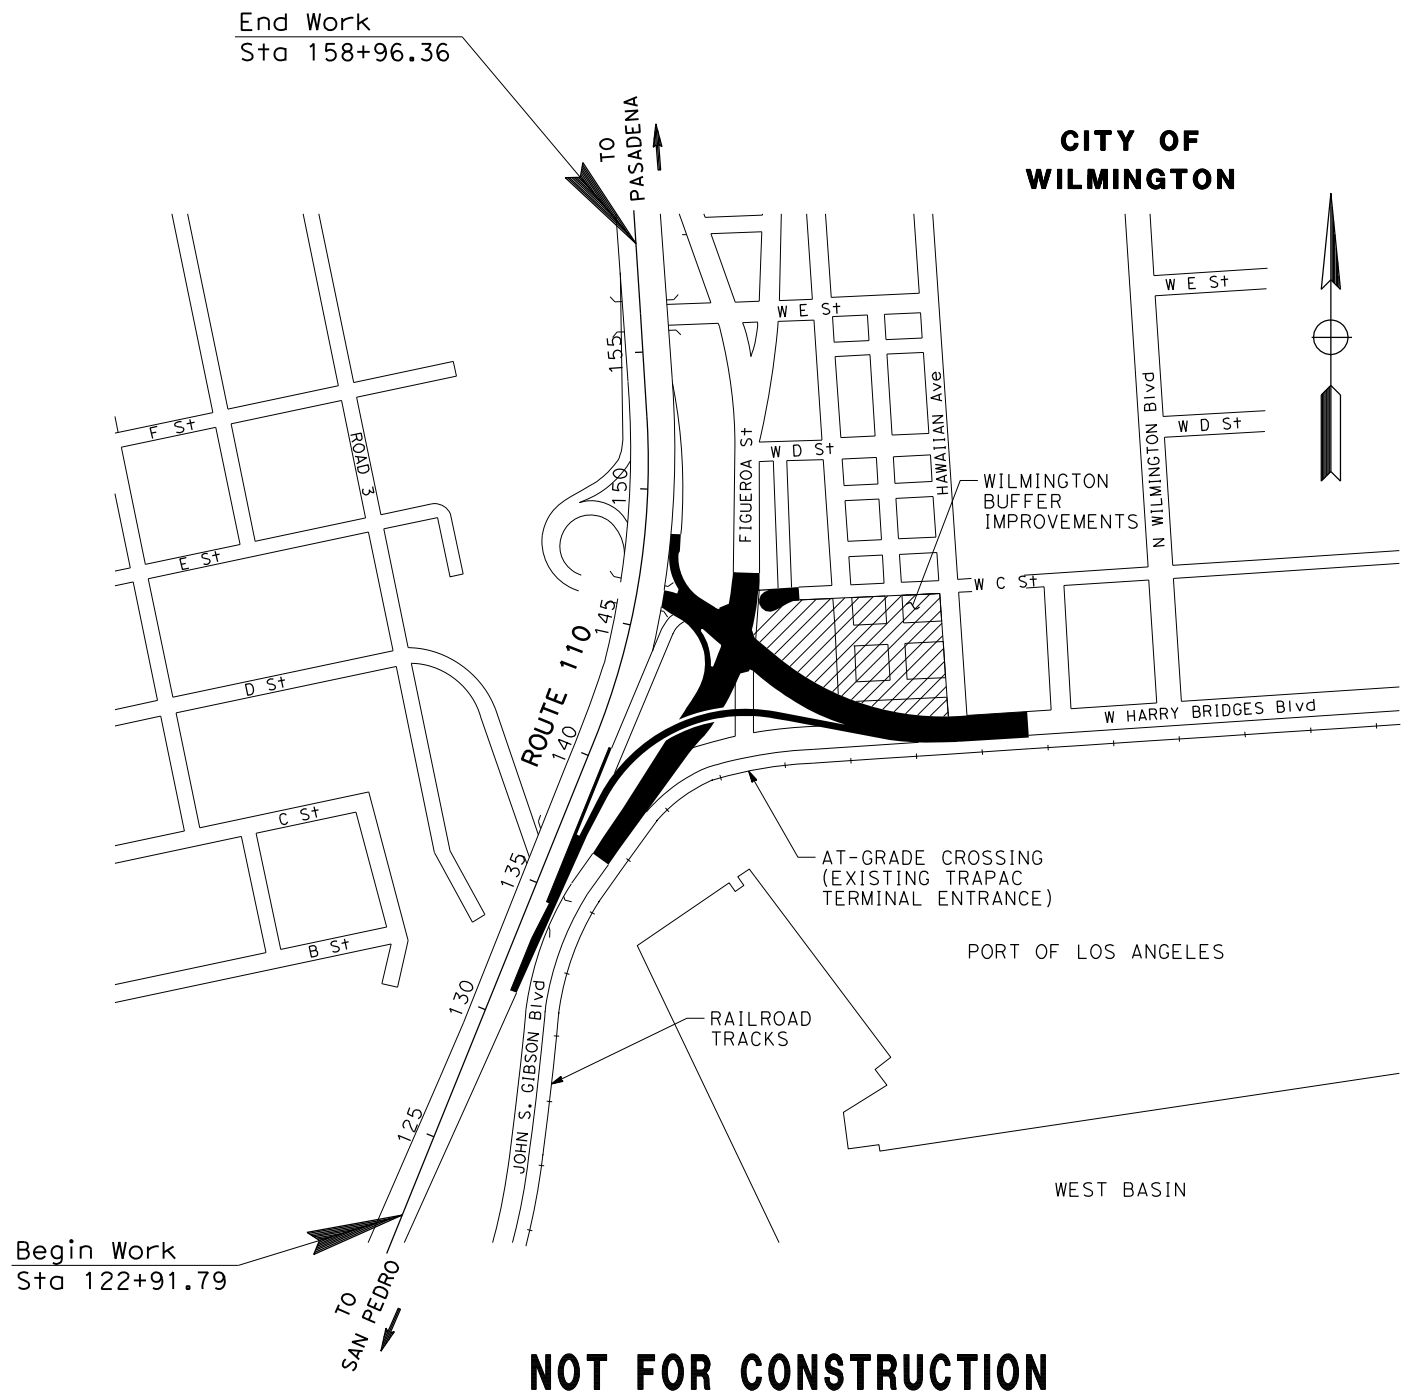 End Work
Sta 158+96.36
TO
PASADENA
CITY OF
WILMINGTON
W E St
W E St
155
F St
ROAD 3
HAWAIIAN Ave
N WILMINGTON Blvd
W D St
FIGUEROA St
W D St
150
WILMINGTON
BUFFER
IMPROVEMENTS
E St
W C St
145
ROUTE 110
D St
140
W HARRY BRIDGES Blvd
C St
135
AT-GRADE CROSSING
(EXISTING TRAPAC
TERMINAL ENTRANCE)
B St
PORT OF LOS ANGELES
130
RAILROAD
TRACKS
JOHN S. GIBSON Blvd
125
WEST BASIN
Begin Work
Sta 122+91.79
TO
SAN PEDRO
NOT FOR CONSTRUCTION